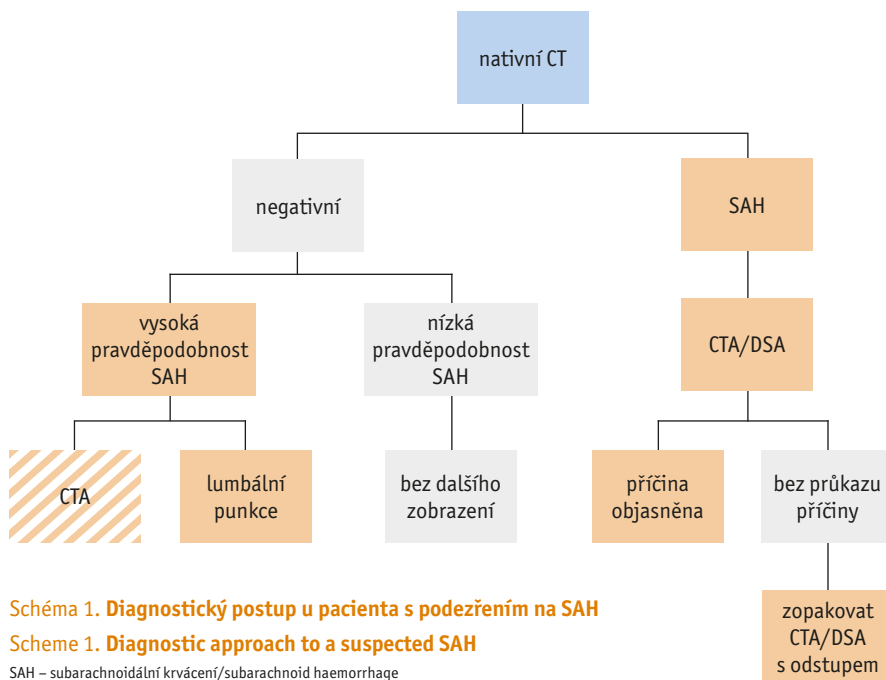 nativní CT
negativní
SAH
vysoká
pravděpodobnost
SAH
nízká
pravděpodobnost
SAH
CTA/DSA
CTA
lumbální
punkce
bez dalšího
zobrazení
příčina
objasněna
bez průkazu
příčiny
zopakovat
CTA/DSA
s odstupem
Schéma 1. Diagnostický postup u pacienta s podezřením na SAH
Scheme 1. Diagnostic approach to a suspected SAH
SAH – subarachnoidální krvácení/subarachnoid haemorrhage